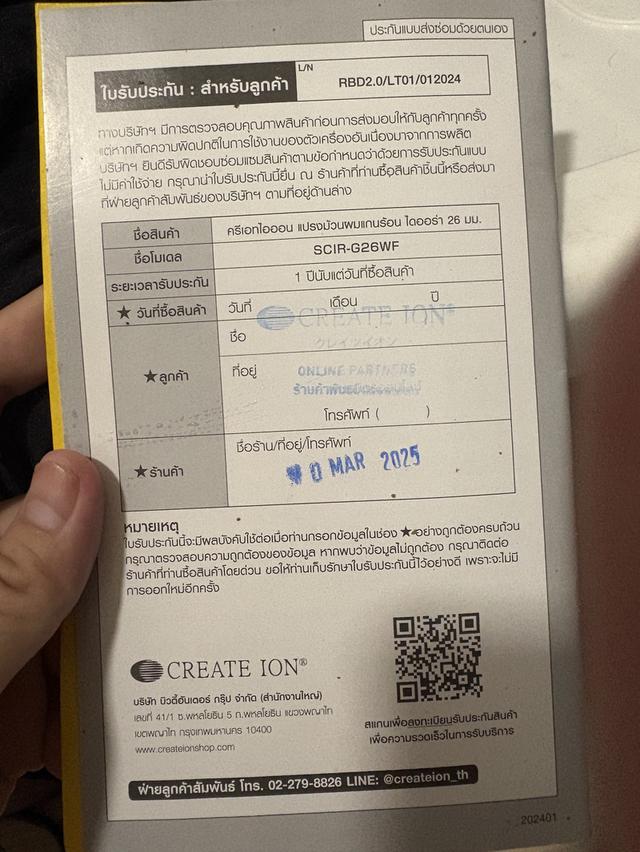 ประกันแบบส่งซ่อมด้วยตนเอง
ใบรับประกัน : สำหรับลูกค้า
L/N
RBD2.0/LT01/012024
ทางบริษัทฯ มีการตรวจสอบคุณภาพสินค้าก่อนการส่งมอบให้กับลูกค้าทุกครั้ง
แต่หากเกิดความผิดปกติในการใช้งานของตัวเครื่องอันเนื่องมาจากการผลิต
บริษัทฯ ยินดีรับผิดชอบซ่อมแซมสินค้าตามข้อกำหนดว่าด้วยการรับประกันแบบ
ไม่มีค่าใช้จ่าย กรุณานำใบรับประกันนี้ยื่น ณ ร้านค้าที่ท่านซื้อสินค้าชิ้นนี้หรือส่งมา
ที่ฝ่ายลูกค้าสัมพันธ์ของบริษัทฯ ตามที่อยู่ด้านล่าง
ชื่อสินค้า
ครีเอทไอออน แปรงม้วนผมแกนร้อน ไดออร่า 26 มม.
ชื่อโมเดล
SCIR-G26WF
ระยะเวลารับประกัน
1 ปีนับแต่วันที่ซื้อสินค้า
★ วันที่ซื้อสินค้า
วันที่ เดือน ปี
CREATE ION®
クレイツイオン
★ลูกค้า
ชื่อ
ที่อยู่
ONLINE PARTNERS
ร้านค้าพันธมิตรออนไลน์
โทรศัพท์ ( )
★ร้านค้า
ชื่อร้าน/ที่อยู่/โทรศัพท์
0 MAR 2025
หมายเหตุ
ใบรับประกันนี้จะมีผลบังคับใช้ต่อเมื่อท่านกรอกข้อมูลในช่อง ★อย่างถูกต้องครบถ้วน
กรุณาตรวจสอบความถูกต้องของข้อมูล หากพบว่าข้อมูลไม่ถูกต้อง กรุณาติดต่อ
ร้านค้าที่ท่านซื้อสินค้าโดยด่วน ขอให้ท่านเก็บรักษาใบรับประกันนี้ไว้อย่างดี เพราะจะไม่มี
การออกใหม่อีกครั้ง
CREATE ION®
บริษัท บิวตี้ฮันเตอร์ กรุ๊ป จำกัด (สำนักงานใหญ่)
เลขที่ 41/1 ซ.พหลโยธิน 5 ถ.พหลโยธิน แขวงพญาไท
เขตพญาไท กรุงเทพมหานคร 10400
www.createionshop.com
สแกนเพื่อลงทะเบียนรับประกันสินค้า
เพื่อความรวดเร็วในการรับบริการ
ฝ่ายลูกค้าสัมพันธ์ โทร. 02-279-8826 LINE: @createion_th
202401